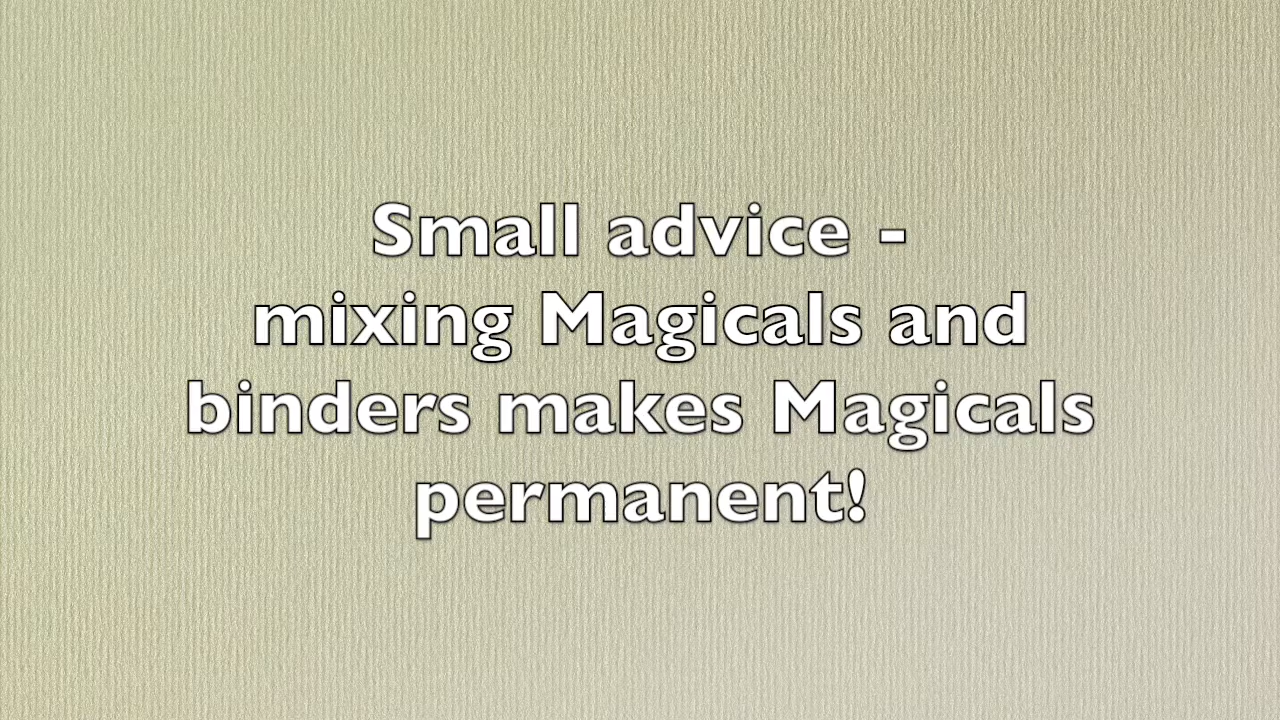 Small advice -
mixing Magicals and
binders makes Magicals
permanent!